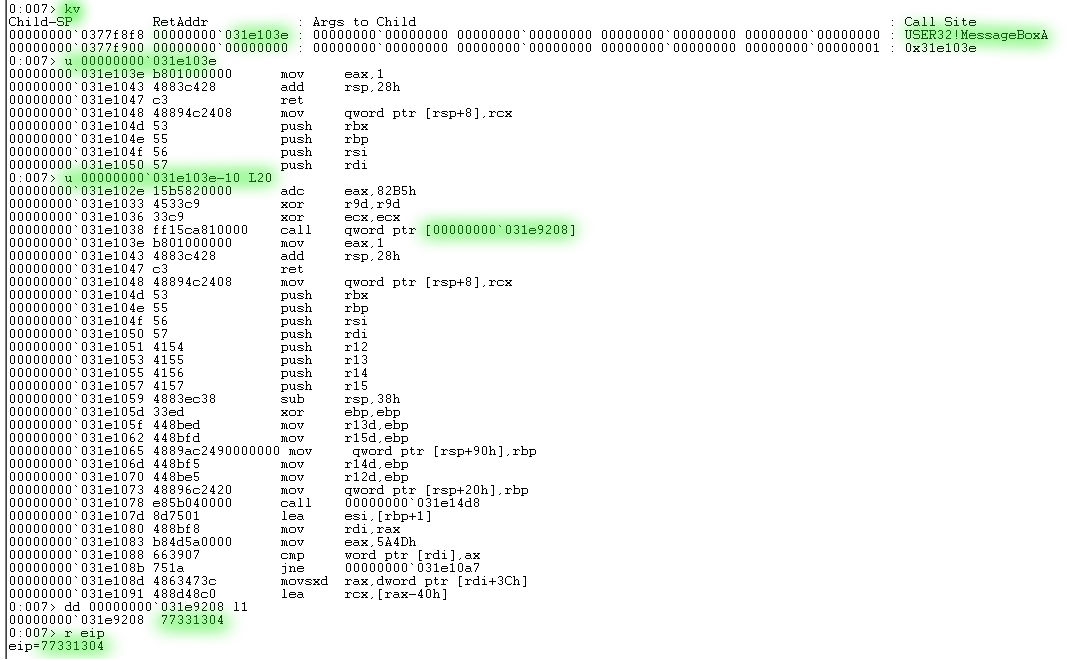 0:007> kv
Child-SP          RetAddr           : Args to Child                                                           : Call Site
00000000`0377f8f8 00000000`031e103e : 00000000`00000000 00000000`00000000 00000000`00000000 00000000`00000000 : USER32!MessageBoxA
00000000`0377f900 00000000`00000000 : 00000000`00000000 00000000`00000000 00000000`00000000 00000000`00000001 : 0x31e103e
0:007> u 00000000`031e103e
00000000`031e103e b801000000      mov     eax,1
00000000`031e1043 4883c428        add     rsp,28h
00000000`031e1047 c3              ret
00000000`031e1048 48894c2408      mov     qword ptr [rsp+8],rcx
00000000`031e104d 53              push    rbx
00000000`031e104e 55              push    rbp
00000000`031e104f 56              push    rsi
00000000`031e1050 57              push    rdi
0:007> u 00000000`031e103e-10 L20
00000000`031e102e 15b5820000      adc     eax,82B5h
00000000`031e1033 4533c9          xor     r9d,r9d
00000000`031e1036 33c9            xor     ecx,ecx
00000000`031e1038 ff15ca810000    call    qword ptr [00000000`031e9208]
00000000`031e103e b801000000      mov     eax,1
00000000`031e1043 4883c428        add     rsp,28h
00000000`031e1047 c3              ret
00000000`031e1048 48894c2408      mov     qword ptr [rsp+8],rcx
00000000`031e104d 53              push    rbx
00000000`031e104e 55              push    rbp
00000000`031e104f 56              push    rsi
00000000`031e1050 57              push    rdi
00000000`031e1051 4154            push    r12
00000000`031e1053 4155            push    r13
00000000`031e1055 4156            push    r14
00000000`031e1057 4157            push    r15
00000000`031e1059 4883ec38        sub     rsp,38h
00000000`031e105d 33ed            xor     ebp,ebp
00000000`031e105f 448bed          mov     r13d,ebp
00000000`031e1062 448bfd          mov     r15d,ebp
00000000`031e1065 4889ac2490000000 mov     qword ptr [rsp+90h],rbp
00000000`031e106d 448bf5          mov     r14d,ebp
00000000`031e1070 448be5          mov     r12d,ebp
00000000`031e1073 48896c2420      mov     qword ptr [rsp+20h],rbp
00000000`031e1078 e85b040000      call    00000000`031e14d8
00000000`031e107d 8d7501          lea     esi,[rbp+1]
00000000`031e1080 488bf8          mov     rdi,rax
00000000`031e1083 b84d5a0000      mov     eax,5A4Dh
00000000`031e1088 663907          cmp     word ptr [rdi],ax
00000000`031e108b 751a            jne     00000000`031e10a7
00000000`031e108d 4863473c        movsxd  rax,dword ptr [rdi+3Ch]
00000000`031e1091 488d48c0        lea     rcx,[rax-40h]
0:007> dd 00000000`031e9208 l1
00000000`031e9208  77331304
0:007> r eip
eip=77331304